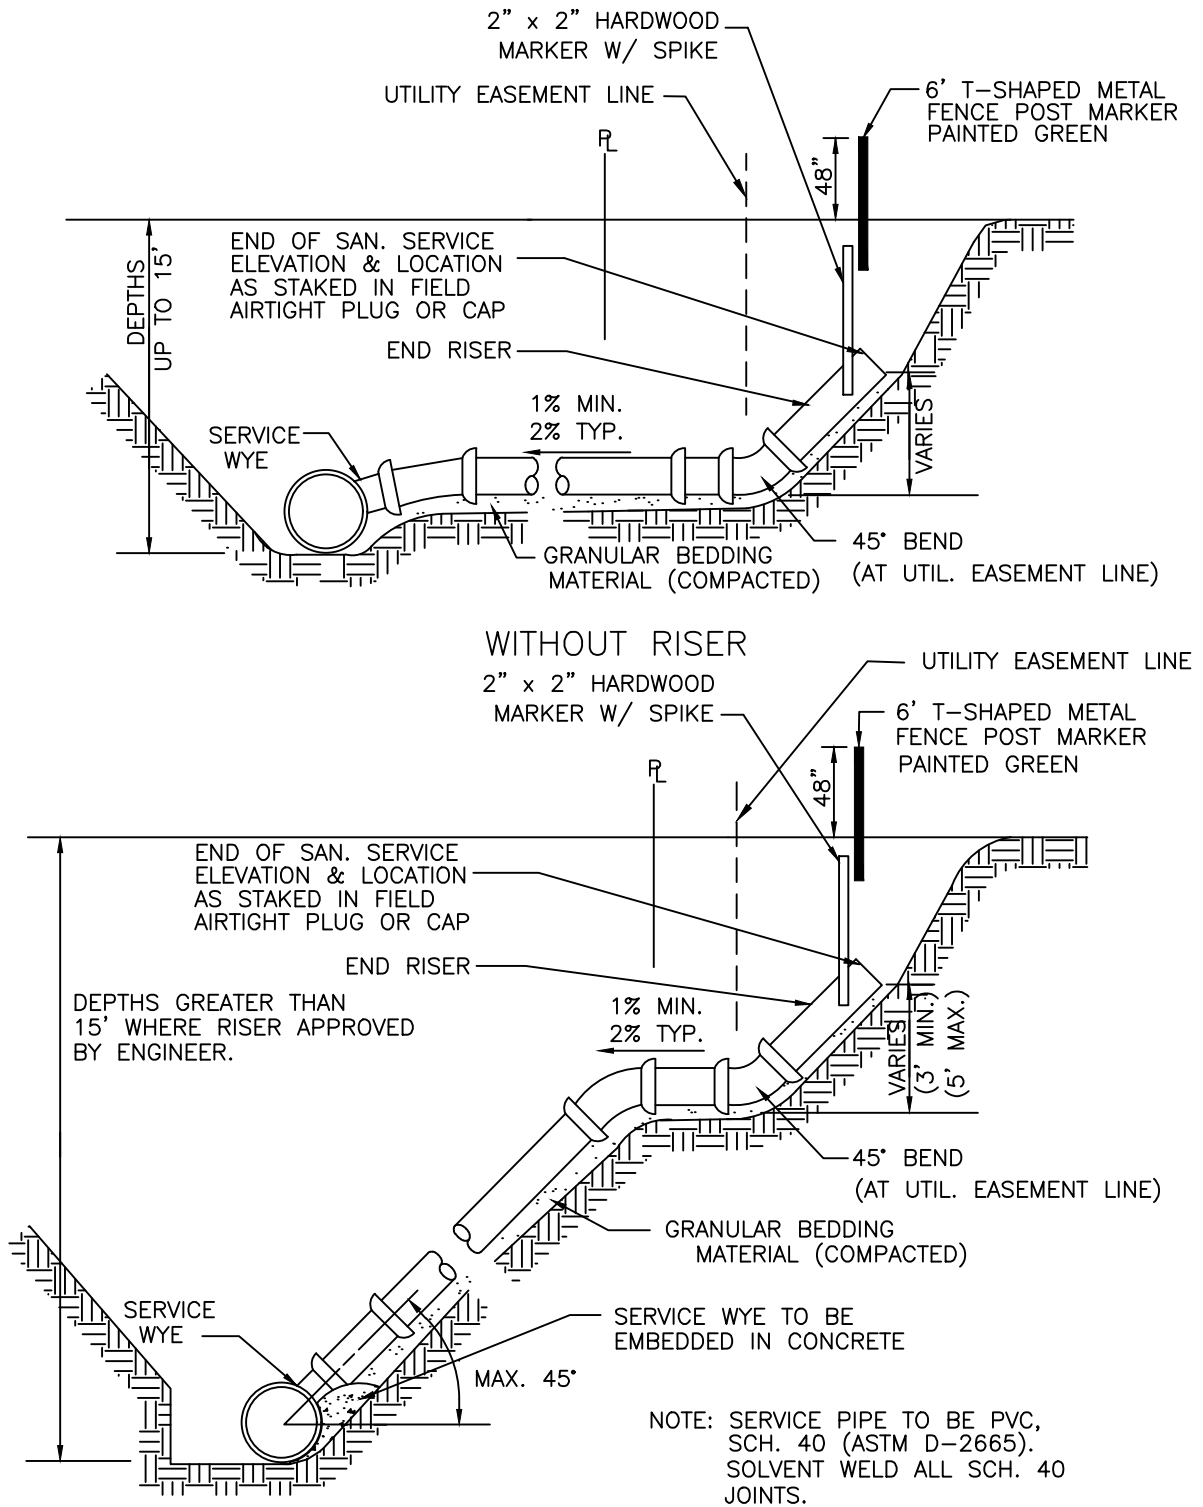 2" x 2" HARDWOOD
MARKER W/ SPIKE
UTILITY EASEMENT LINE
6' T-SHAPED METAL
FENCE POST MARKER
PAINTED GREEN
PL
48"
END OF SAN. SERVICE
ELEVATION & LOCATION
AS STAKED IN FIELD
AIRTIGHT PLUG OR CAP
DEPTHS
UP TO 15'
END RISER
1% MIN.
2% TYP.
VARIES
SERVICE
WYE
GRANULAR BEDDING
MATERIAL (COMPACTED)
45° BEND
(AT UTIL. EASEMENT LINE)
WITHOUT RISER
UTILITY EASEMENT LINE
2" x 2" HARDWOOD
MARKER W/ SPIKE
6' T-SHAPED METAL
FENCE POST MARKER
PAINTED GREEN
PL
48"
END OF SAN. SERVICE
ELEVATION & LOCATION
AS STAKED IN FIELD
AIRTIGHT PLUG OR CAP
END RISER
DEPTHS GREATER THAN
15' WHERE RISER APPROVED
BY ENGINEER.
1% MIN.
2% TYP.
VARIES
(3' MIN.)
(5' MAX.)
45° BEND
(AT UTIL. EASEMENT LINE)
GRANULAR BEDDING
MATERIAL (COMPACTED)
SERVICE
WYE
SERVICE WYE TO BE
EMBEDDED IN CONCRETE
MAX. 45°
NOTE: SERVICE PIPE TO BE PVC,
SCH. 40 (ASTM D-2665).
SOLVENT WELD ALL SCH. 40
JOINTS.